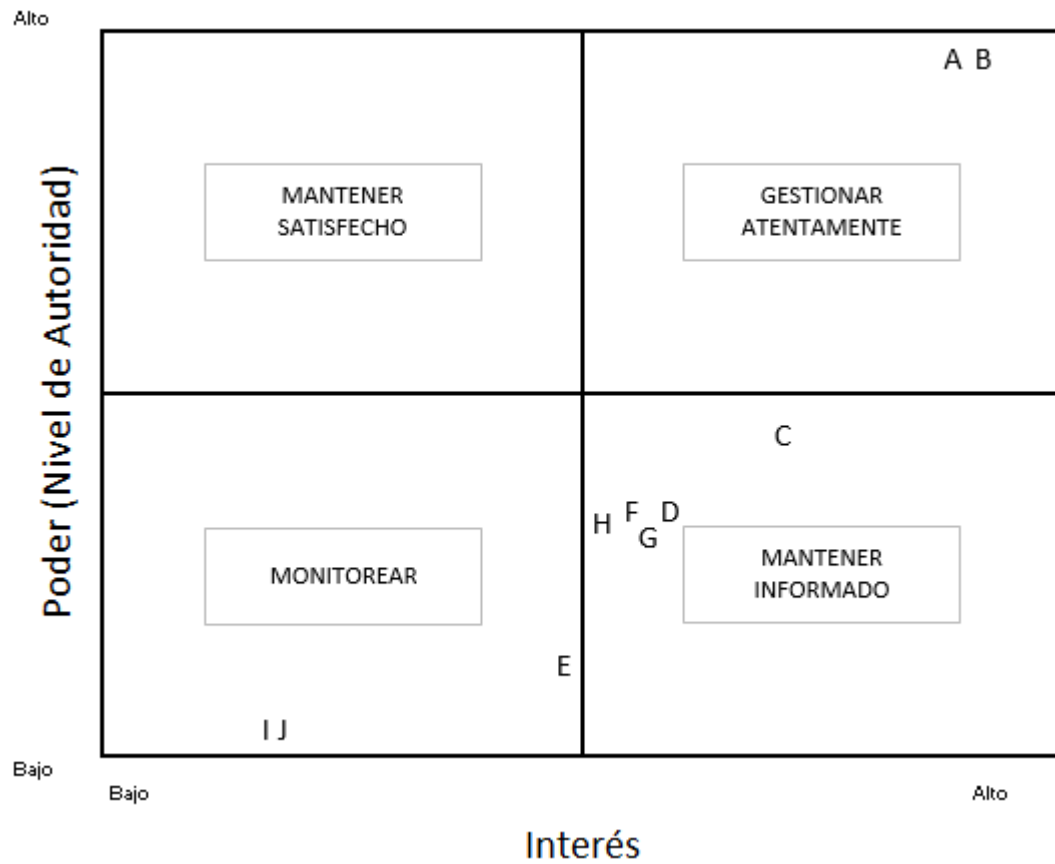 Alto
A B
MANTENER
SATISFECHO
GESTIONAR
ATENTAMENTE
Poder (Nivel de Autoridad)
C
H F G D
MONITOREAR
MANTENER
INFORMADO
E
I J
Bajo
Bajo
Alto
Interés